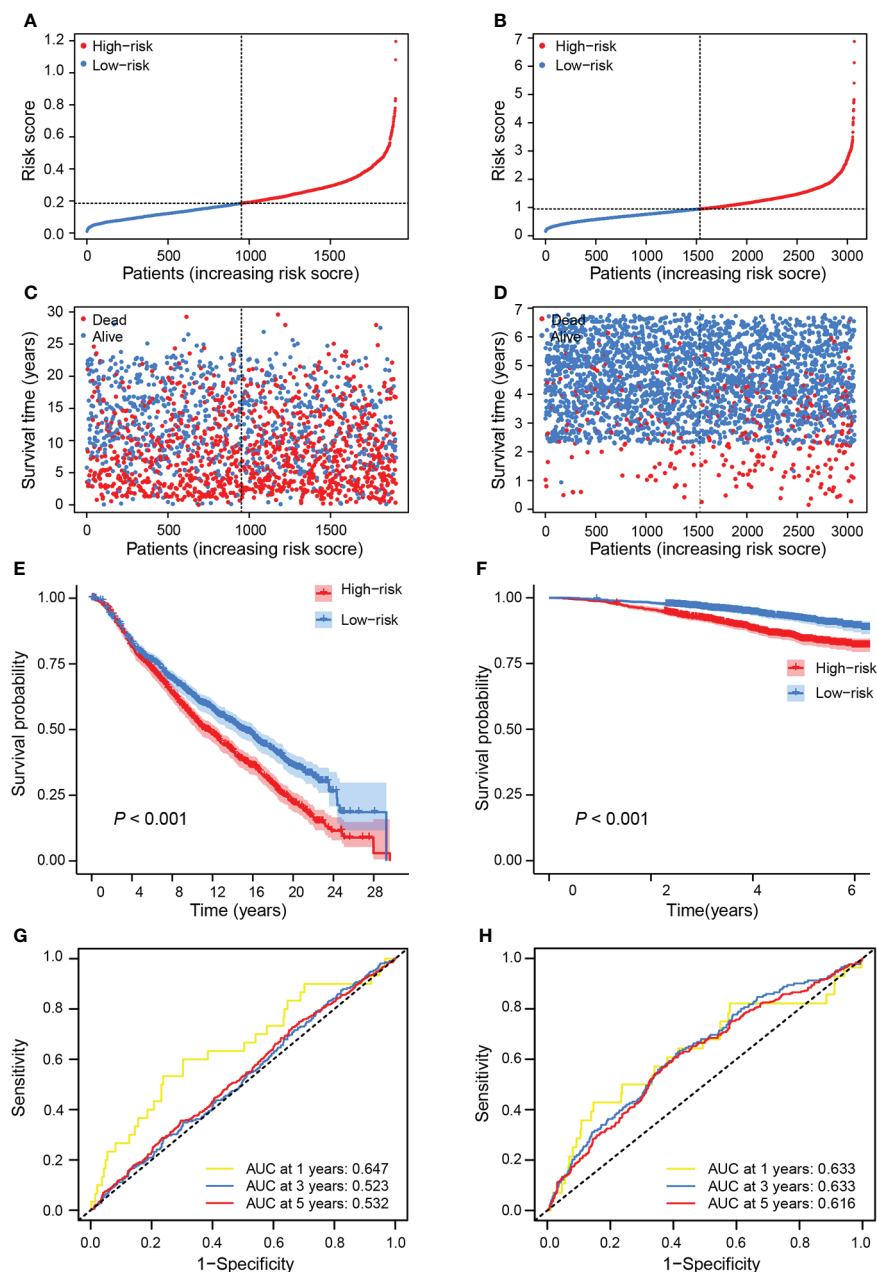 A
1.2
1.0
0.8
0.6
0.4
0.2
0.0
Risk score
High−risk
Low−risk
0
500
1000
1500
Patients (increasing risk socre)
B
7
6
5
4
3
2
1
0
Risk score
High−risk
Low−risk
0
500
1000
1500
2000
2500
3000
Patients (increasing risk socre)
C
30
25
20
15
10
5
0
Survival time (years)
Dead
Alive
0
500
1000
1500
Patients (increasing risk socre)
D
7
6
5
4
3
2
1
0
Survival time (years)
Dead
Alive
0
500
1000
1500
2000
2500
3000
Patients (increasing risk socre)
E
1.00
0.75
0.50
0.25
0.00
Survival probability
High-risk
Low-risk
P < 0.001
0
4
8
12
16
20
24
28
Time (years)
F
1.00
0.75
0.50
0.25
0.00
Survival probability
High-risk
Low-risk
P < 0.001
0
2
4
6
Time(years)
G
1.0
0.8
0.6
0.4
0.2
0.0
Sensitivity
AUC at 1 years: 0.647
AUC at 3 years: 0.523
AUC at 5 years: 0.532
0.0
0.2
0.4
0.6
0.8
1.0
1−Specificity
H
1.0
0.8
0.6
0.4
0.2
0.0
Sensitivity
AUC at 1 years: 0.633
AUC at 3 years: 0.633
AUC at 5 years: 0.616
0.0
0.2
0.4
0.6
0.8
1.0
1−Specificity